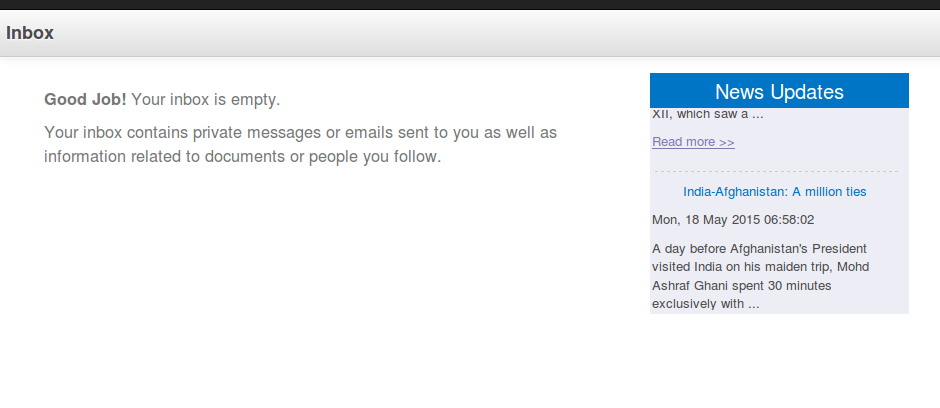 Inbox
Good Job! Your inbox is empty.
Your inbox contains private messages or emails sent to you as well as
information related to documents or people you follow.
News Updates
XII, which saw a ...
Read more >>
India-Afghanistan: A million ties
Mon, 18 May 2015 06:58:02
A day before Afghanistan's President
visited India on his maiden trip, Mohd
Ashraf Ghani spent 30 minutes
exclusively with ...